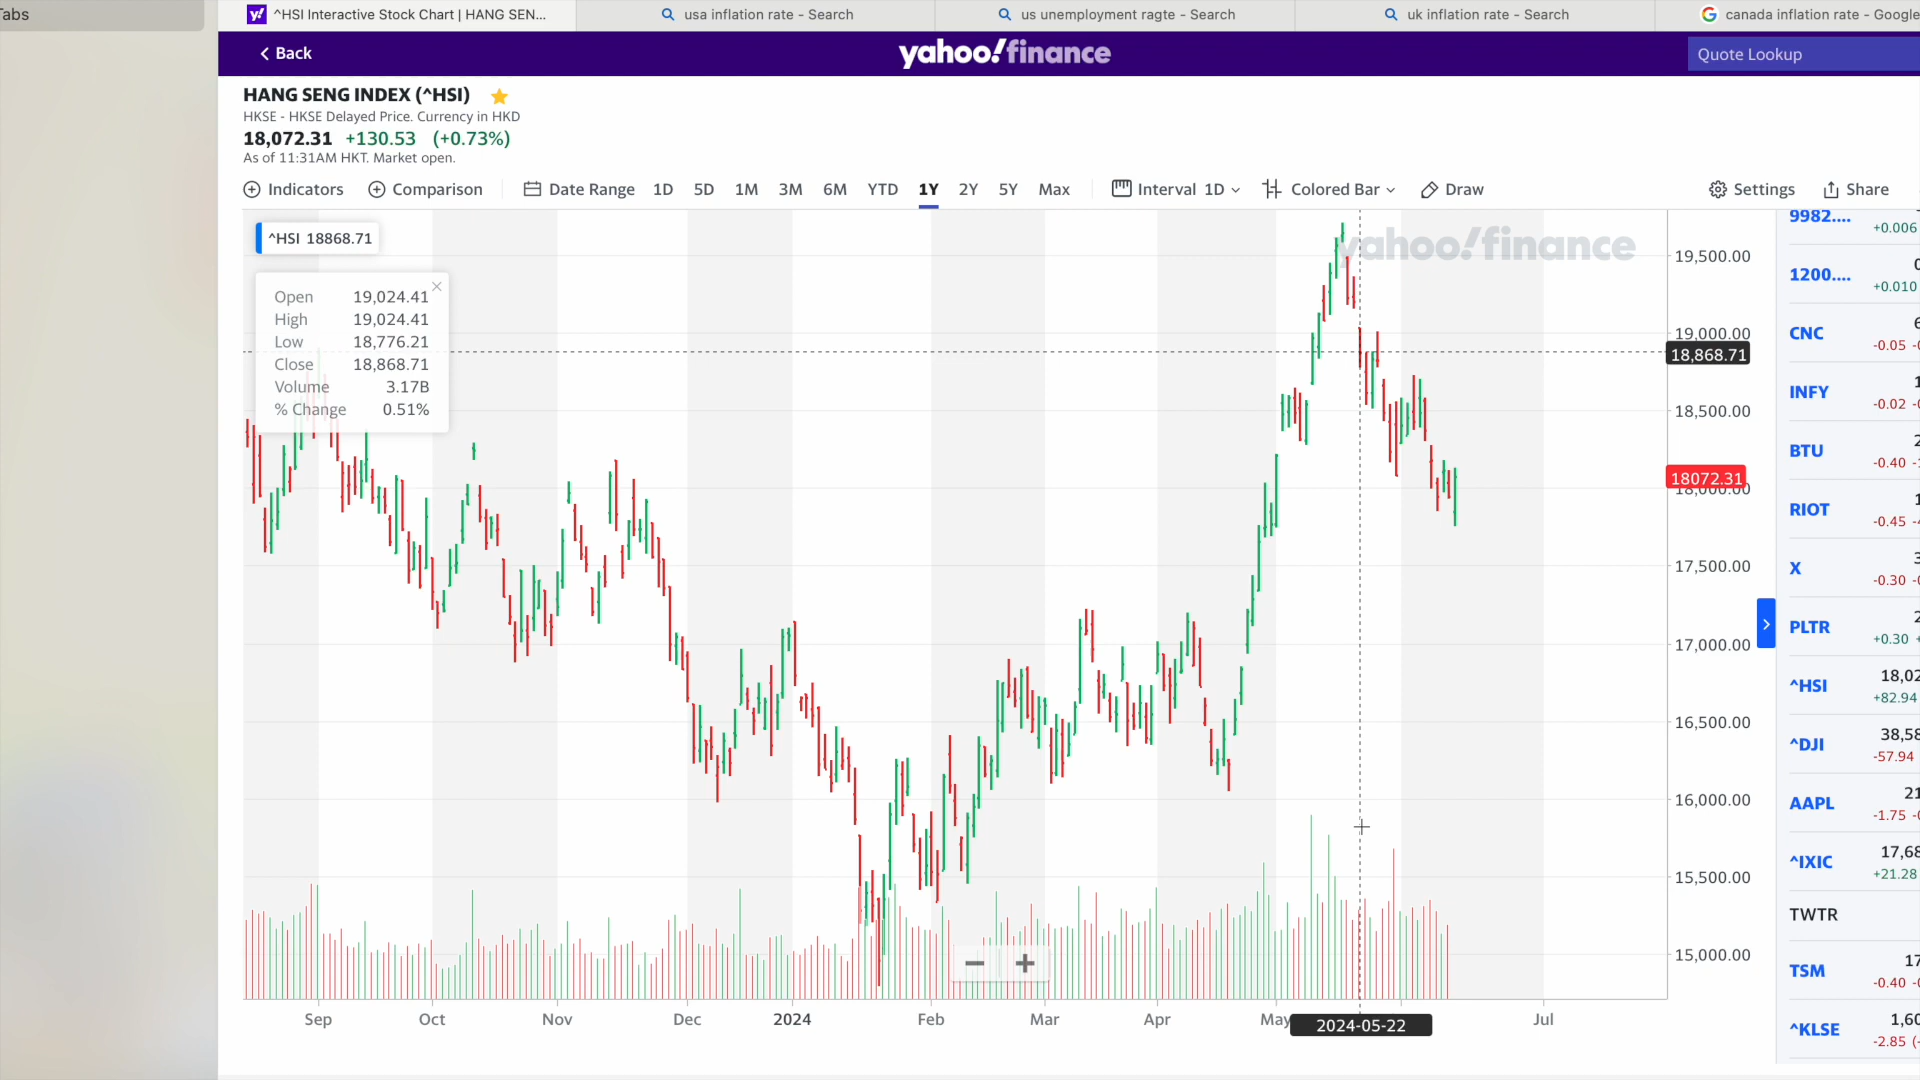 Tabs
^HSI Interactive Stock Chart | HANG SEN...
usa inflation rate - Search
us unemployment ragte - Search
uk inflation rate - Search
canada inflation rate - Google
Back
yahoo!finance
Quote Lookup
HANG SENG INDEX (^HSI)
HKSE - HKSE Delayed Price. Currency in HKD
18,072.31 +130.53 (+0.73%)
As of 11:31AM HKT. Market open.
Indicators
Comparison
Date Range 1D 5D 1M 3M 6M YTD 1Y 2Y 5Y Max
Interval 1D
Colored Bar
Draw
Settings
Share
^HSI 18868.71
Open 19,024.41
High 19,024.41
Low 18,776.21
Close 18,868.71
Volume 3.17B
% Change 0.51%
yahoo!finance
19,500.00
19,000.00
18,868.71
18,500.00
18072.31
18,000.00
17,500.00
17,000.00
16,500.00
16,000.00
15,500.00
15,000.00
Sep Oct Nov Dec 2024 Feb Mar Apr May 2024-05-22 Jul
9982....
+0.006
1200....
+0.010
CNC
-0.05
INFY
-0.02
BTU
-0.40
RIOT
-0.45
X
-0.30
PLTR
+0.30
^HSI 18,02
+82.94
^DJI 38,58
-57.94
AAPL 21
-1.75
^IXIC 17,68
+21.28
TWTR
TSM 17
-0.40
^KLSE 1,60
-2.85